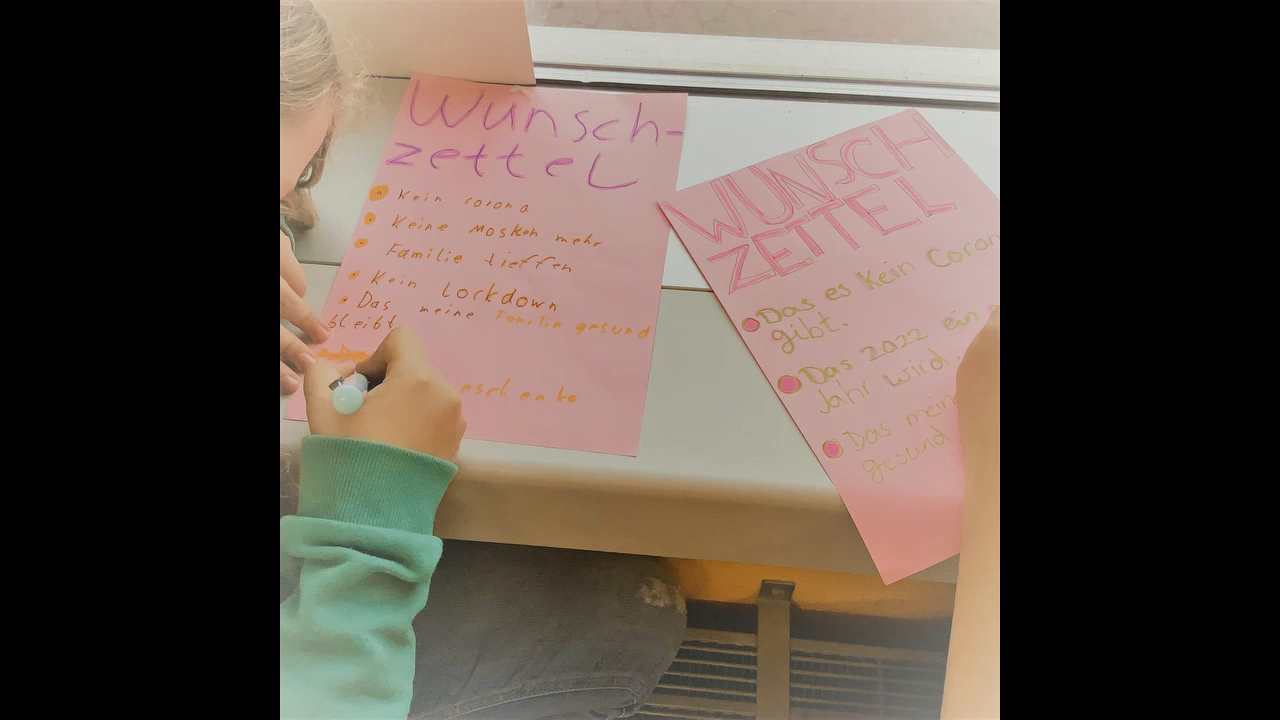 Wunsch-
zettel
Kein corona
Keine Masken mehr
Familie treffen
Kein Lockdown
Das meine Familie gesund
bleibt
WUNSCH
ZETTEL
Das es Kein Coron
gibt.
Das 2022 ein
Jahr wird.
Das mein
gesund